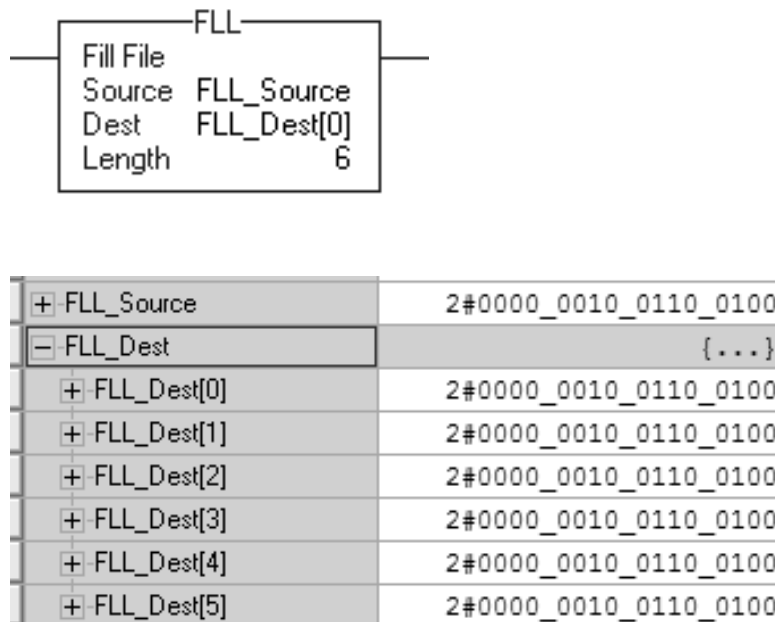 FLL
Fill File
Source FLL_Source
Dest FLL_Dest[0]
Length 6
FLL_Source 2#0000_0010_0110_0100
FLL_Dest {...}
FLL_Dest[0] 2#0000_0010_0110_0100
FLL_Dest[1] 2#0000_0010_0110_0100
FLL_Dest[2] 2#0000_0010_0110_0100
FLL_Dest[3] 2#0000_0010_0110_0100
FLL_Dest[4] 2#0000_0010_0110_0100
FLL_Dest[5] 2#0000_0010_0110_0100